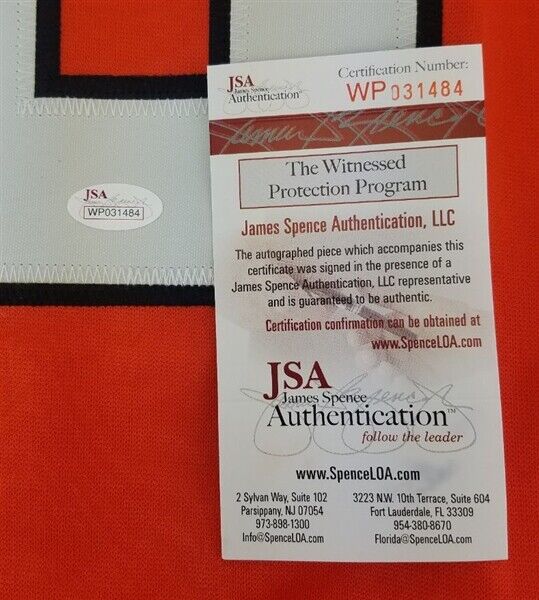 JSA
WP031484
JSA
James Spence
Authentication
Certification Number:
WP031484
The Witnessed
Protection Program
James Spence Authentication, LLC
The autographed piece which accompanies this
certificate was signed in the presence of a
James Spence Authentication, LLC representative
and is guaranteed to be authentic.
Certification confirmation can be obtained at
www.SpenceLOA.com
JSA
James Spence
Authentication™
follow the leader
www.SpenceLOA.com
2 Sylvan Way, Suite 102
Parsippany, NJ 07054
973-898-1300
Info@SpenceLOA.com
3223 N.W. 10th Terrace, Suite 604
Fort Lauderdale, FL 33309
954-380-8670
Florida@SpenceLOA.com